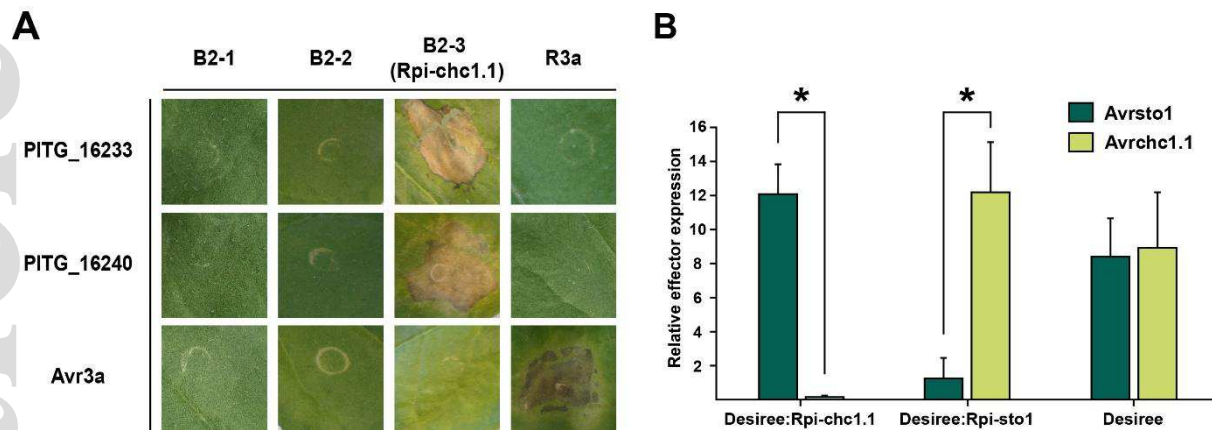 A
B2-1
B2-2
B2-3
(Rpi-chc1.1)
R3a
PITG_16233
PITG_16240
Avr3a
B
*
*
Avrsto1
Avrchc1.1
Relative effector expression
16
14
12
10
8
6
4
2
Desiree:Rpi-chc1.1
Desiree:Rpi-sto1
Desiree